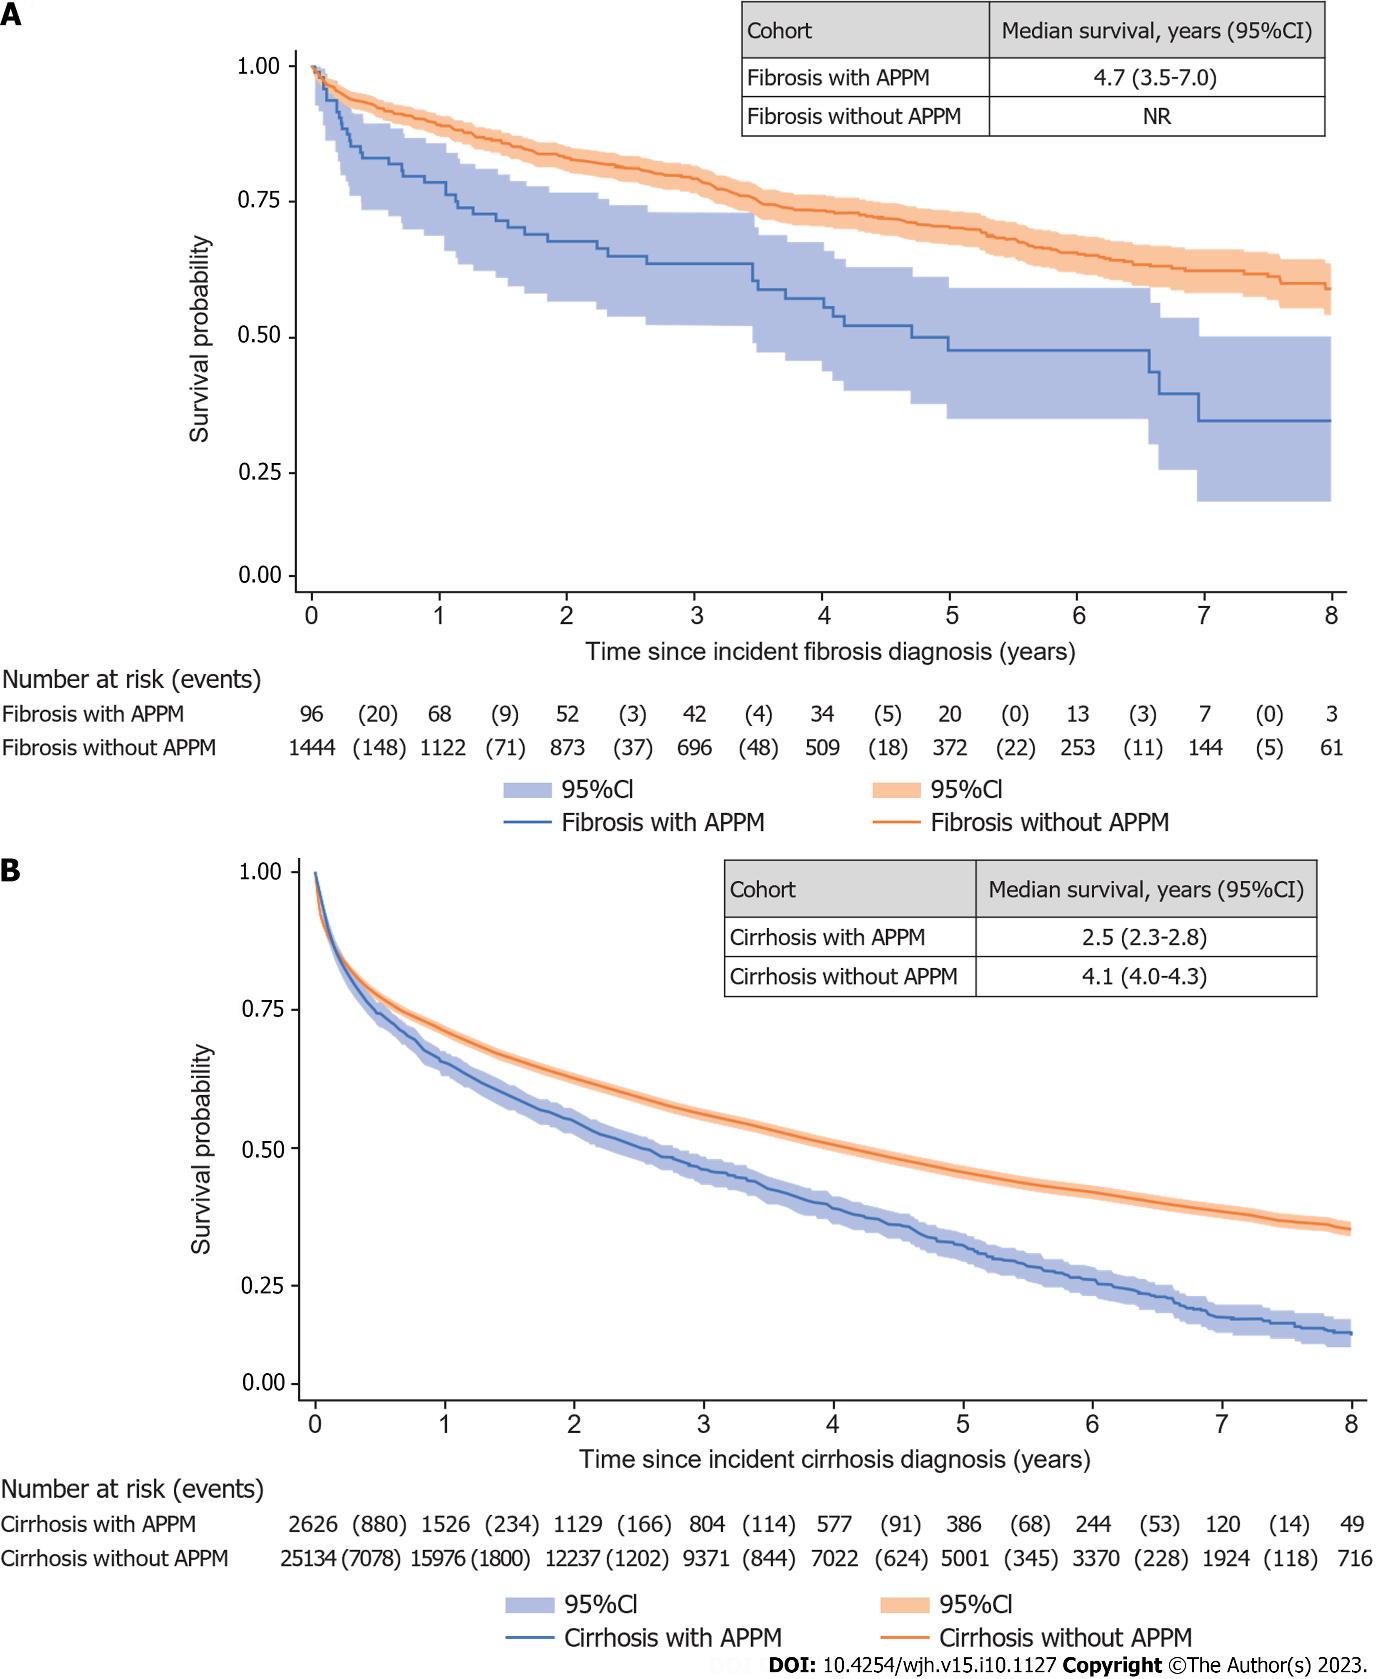 A
Cohort Median survival, years (95%CI)
Fibrosis with APPM 4.7 (3.5-7.0)
Fibrosis without APPM NR
1.00
0.75
0.50
0.25
0.00
Survival probability
0 1 2 3 4 5 6 7 8
Time since incident fibrosis diagnosis (years)
Number at risk (events)
Fibrosis with APPM 96 (20) 68 (9) 52 (3) 42 (4) 34 (5) 20 (0) 13 (3) 7 (0) 3
Fibrosis without APPM 1444 (148) 1122 (71) 873 (37) 696 (48) 509 (18) 372 (22) 253 (11) 144 (5) 61
95%Cl 95%Cl
Fibrosis with APPM Fibrosis without APPM
B
Cohort Median survival, years (95%CI)
Cirrhosis with APPM 2.5 (2.3-2.8)
Cirrhosis without APPM 4.1 (4.0-4.3)
1.00
0.75
0.50
0.25
0.00
Survival probability
0 1 2 3 4 5 6 7 8
Time since incident cirrhosis diagnosis (years)
Number at risk (events)
Cirrhosis with APPM 2626 (880) 1526 (234) 1129 (166) 804 (114) 577 (91) 386 (68) 244 (53) 120 (14) 49
Cirrhosis without APPM 25134 (7078) 15976 (1800) 12237 (1202) 9371 (844) 7022 (624) 5001 (345) 3370 (228) 1924 (118) 716
95%Cl 95%Cl
Cirrhosis with APPM Cirrhosis without APPM
DOI: 10.4254/wjh.v15.i10.1127 Copyright ©The Author(s) 2023.